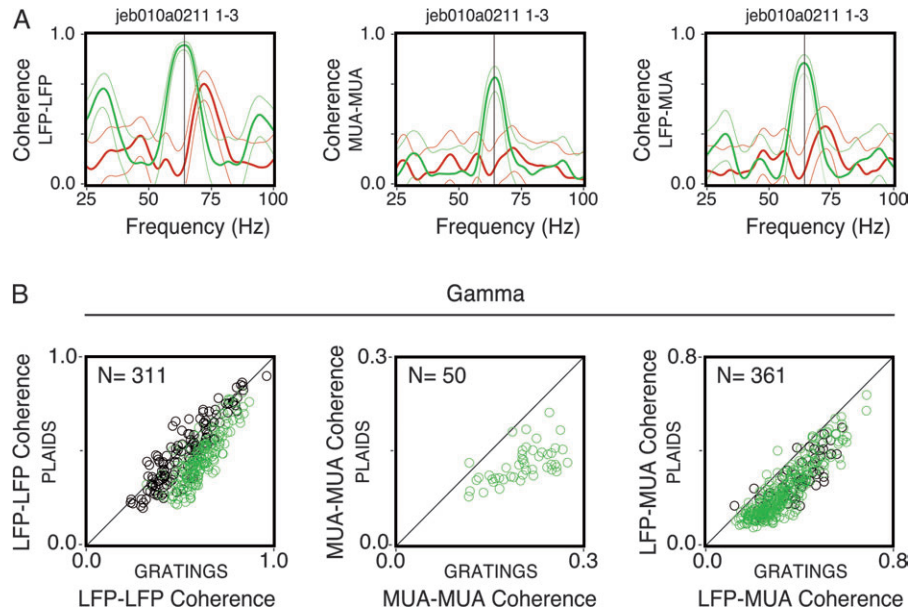 A
jeb010a0211 1-3
jeb010a0211 1-3
jeb010a0211 1-3
Coherence
LFP-LFP
1.0
0.0
25
50
75
100
Frequency (Hz)
Coherence
MUA-MUA
1.0
0.0
25
50
75
100
Frequency (Hz)
Coherence
LFP-MUA
1.0
0.0
25
50
75
100
Frequency (Hz)
B
Gamma
LFP-LFP Coherence
PLAIDS
1.0
0.0
N= 311
0.0
1.0
GRATINGS
LFP-LFP Coherence
MUA-MUA Coherence
PLAIDS
0.3
0.0
N= 50
0.0
0.3
GRATINGS
MUA-MUA Coherence
LFP-MUA Coherence
PLAIDS
0.8
0.0
N= 361
0.0
0.8
GRATINGS
LFP-MUA Coherence